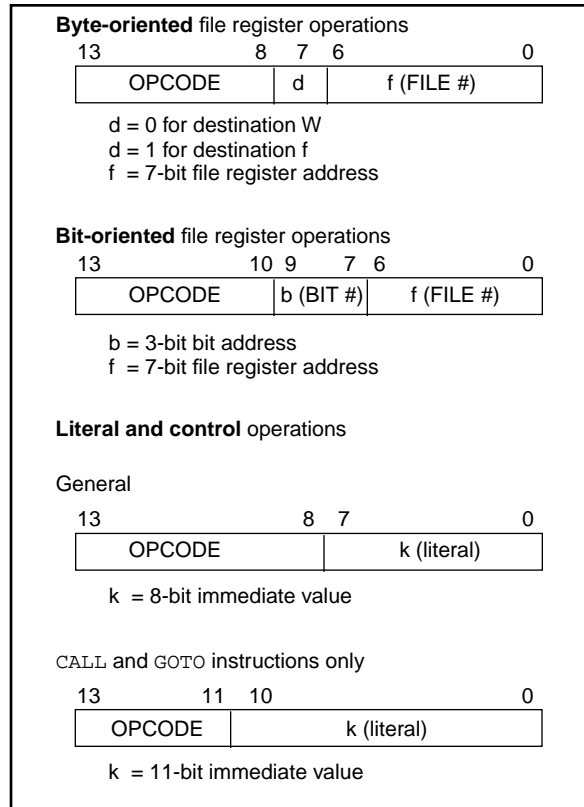 Byte-oriented file register operations
13 8 7 6 0
OPCODE d f (FILE #)
d = 0 for destination W
d = 1 for destination f
f = 7-bit file register address
Bit-oriented file register operations
13 10 9 7 6 0
OPCODE b (BIT #) f (FILE #)
b = 3-bit bit address
f = 7-bit file register address
Literal and control operations
General
13 8 7 0
OPCODE k (literal)
k = 8-bit immediate value
CALL and GOTO instructions only
13 11 10 0
OPCODE k (literal)
k = 11-bit immediate value